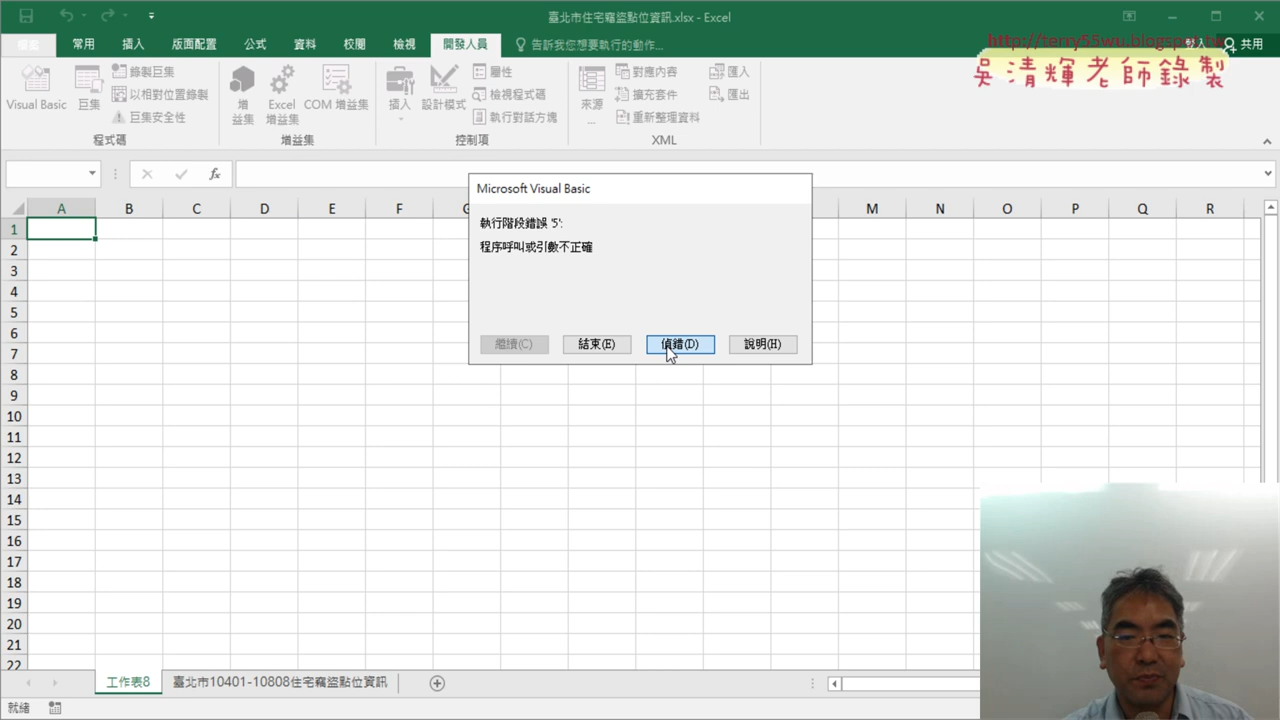 臺北市住宅竊盜點位資訊.xlsx - Excel
常用 插入 版面配置 公式 資料 校閱 檢視 開發人員 告訴我您想要執行的動作... 共用
http://terry55wu.blogspot.tw
吳清輝老師錄製
Visual Basic 巨集 錄製巨集 以相對位置錄製 巨集安全性
增益集 Excel 增益集 COM 增益集
插入 設計模式 屬性 檢視程式碼 執行對話方塊
來源 ... 對應內容 擴充套件 重新整理資料 匯入 匯出
程式碼 增益集 控制項 XML
fx
Microsoft Visual Basic
執行階段錯誤 '5':
程序呼叫或引數不正確
繼續(C) 結束(E) 偵錯(D) 說明(H)
A B C D E F G M N O P Q R
1
2
3
4
5
6
7
8
9
10
11
12
13
14
15
16
17
18
19
20
21
22
工作表8 臺北市10401-10808住宅竊盜點位資訊
就緒